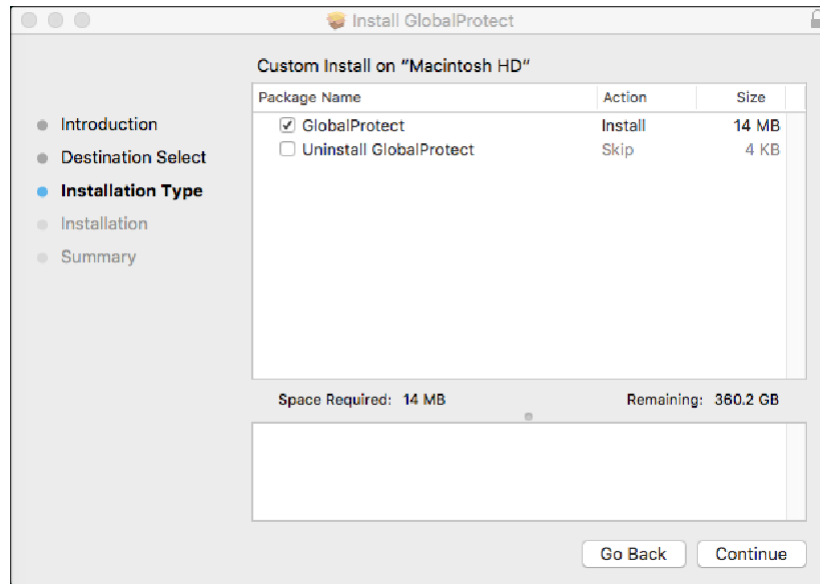 Install GlobalProtect
Custom Install on "Macintosh HD"
Package Name Action Size
GlobalProtect Install 14 MB
Uninstall GlobalProtect Skip 4 KB
Introduction
Destination Select
Installation Type
Installation
Summary
Space Required: 14 MB Remaining: 360.2 GB
Go Back Continue